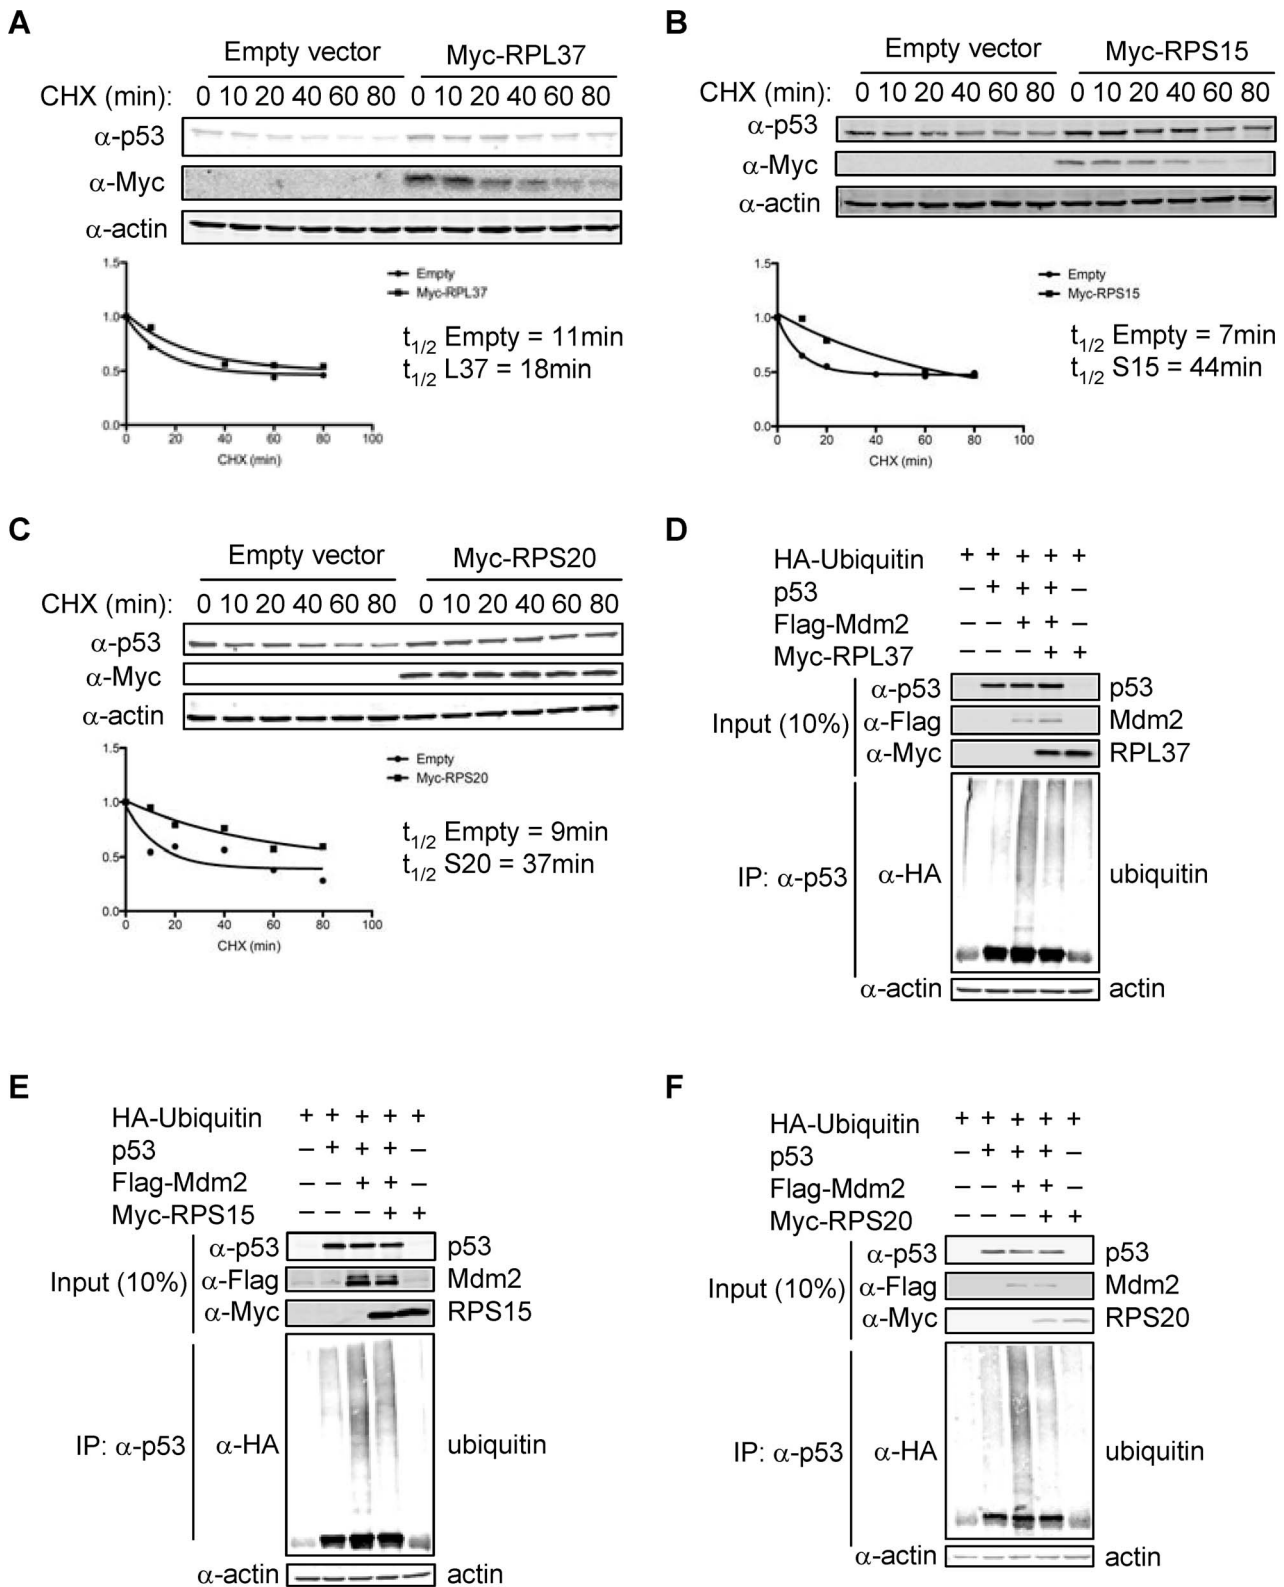 A
Empty vector Myc-RPL37
CHX (min): 0 10 20 40 60 80 0 10 20 40 60 80
α-p53
α-Myc
α-actin
1.5
1.0
0.5
0.0
0 20 40 60 80 100
CHX (min)
Empty
Myc-RPL37
t1/2 Empty = 11min
t1/2 L37 = 18min
B
Empty vector Myc-RPS15
CHX (min): 0 10 20 40 60 80 0 10 20 40 60 80
α-p53
α-Myc
α-actin
1.5
1.0
0.5
0.0
0 20 40 60 80 100
CHX (min)
Empty
Myc-RPS15
t1/2 Empty = 7min
t1/2 S15 = 44min
C
Empty vector Myc-RPS20
CHX (min): 0 10 20 40 60 80 0 10 20 40 60 80
α-p53
α-Myc
α-actin
1.5
1.0
0.5
0.0
0 20 40 60 80 100
CHX (min)
Empty
Myc-RPS20
t1/2 Empty = 9min
t1/2 S20 = 37min
D
HA-Ubiquitin + + + + +
p53 – + + + –
Flag-Mdm2 – – + + –
Myc-RPL37 – – – + +
Input (10%)
α-p53 p53
α-Flag Mdm2
α-Myc RPL37
IP: α-p53 α-HA ubiquitin
α-actin actin
E
HA-Ubiquitin + + + + +
p53 – + + + –
Flag-Mdm2 – – + + –
Myc-RPS15 – – – + +
Input (10%)
α-p53 p53
α-Flag Mdm2
α-Myc RPS15
IP: α-p53 α-HA ubiquitin
α-actin actin
F
HA-Ubiquitin + + + + +
p53 – + + + –
Flag-Mdm2 – – + + –
Myc-RPS20 – – – + +
Input (10%)
α-p53 p53
α-Flag Mdm2
α-Myc RPS20
IP: α-p53 α-HA ubiquitin
α-actin actin